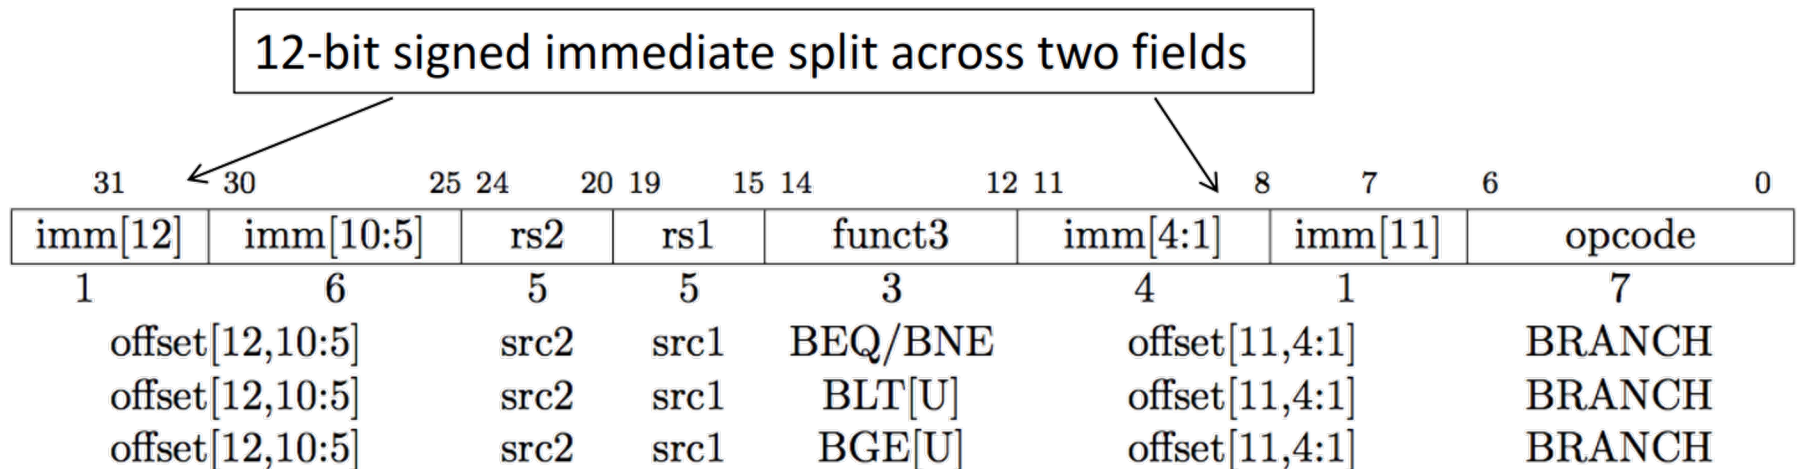 12-bit signed immediate split across two fields
31 30 25 24 20 19 15 14 12 11 8 7 6 0
imm[12] imm[10:5] rs2 rs1 funct3 imm[4:1] imm[11] opcode
1 6 5 5 3 4 1 7
offset[12,10:5] src2 src1 BEQ/BNE offset[11,4:1] BRANCH
offset[12,10:5] src2 src1 BLT[U] offset[11,4:1] BRANCH
offset[12,10:5] src2 src1 BGE[U] offset[11,4:1] BRANCH